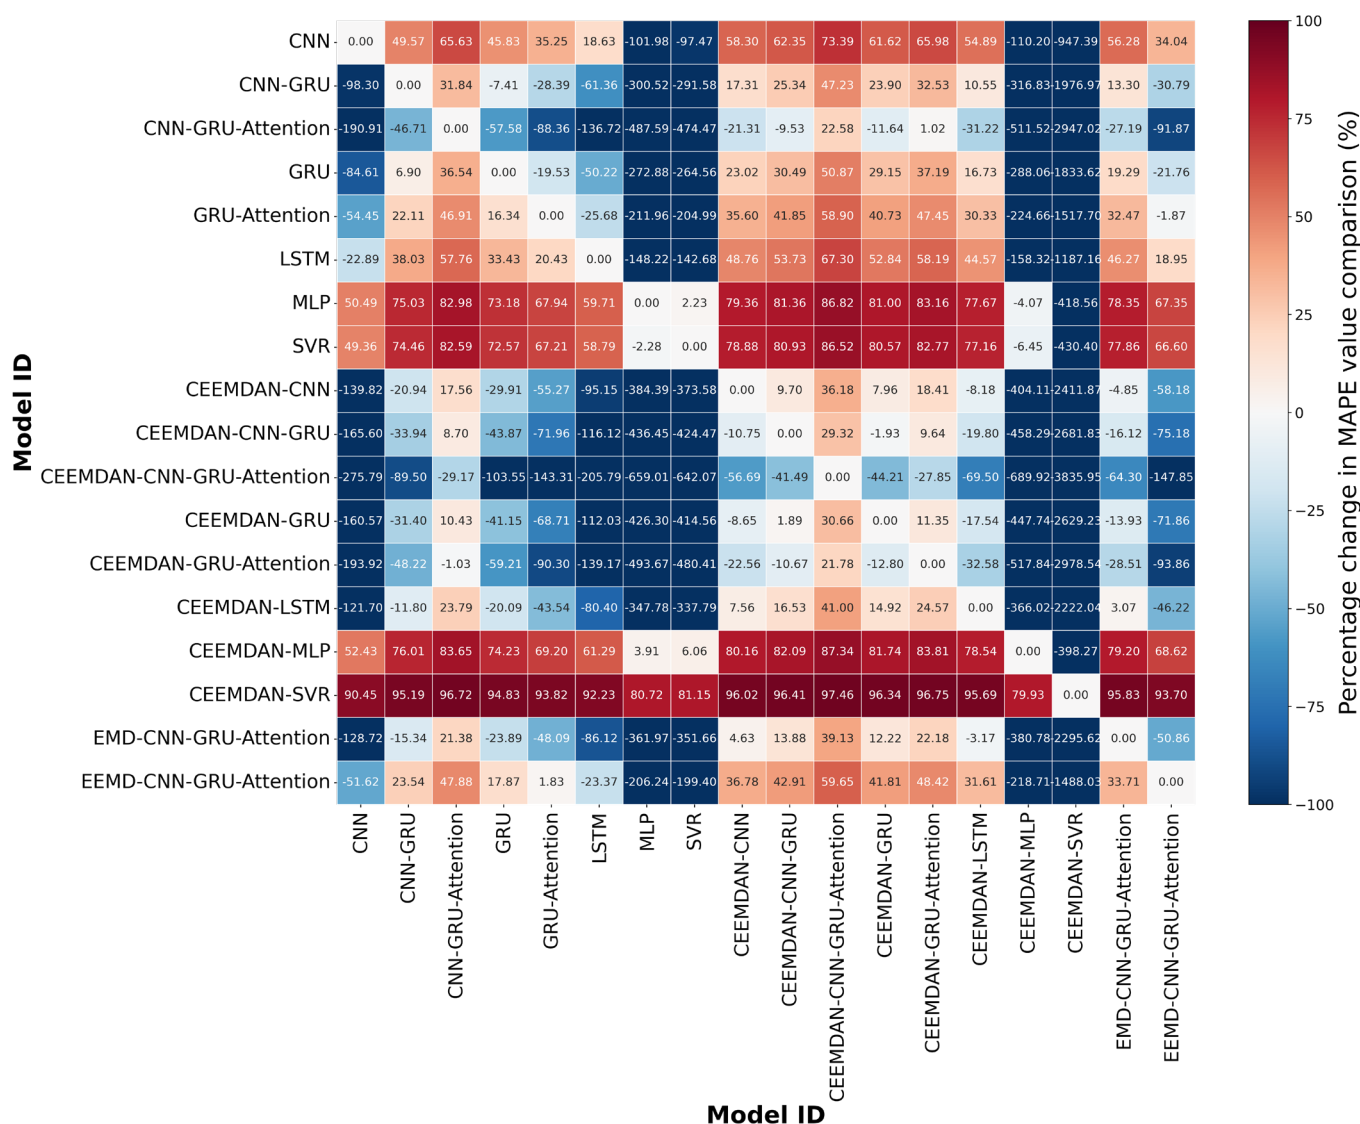 CNN 0.00 49.57 65.63 45.83 35.25 18.63 -101.98 -97.47 58.30 62.35 73.39 61.62 65.98 54.89 -110.20 -947.39 56.28 34.04
CNN-GRU -98.30 0.00 31.84 -7.41 -28.39 -61.36 -300.52 -291.58 17.31 25.34 47.23 23.90 32.53 10.55 -316.83 -1976.97 13.30 -30.79
CNN-GRU-Attention -190.91 -46.71 0.00 -57.58 -88.36 -136.72 -487.59 -474.47 -21.31 -9.53 22.58 -11.64 1.02 -31.22 -511.52 -2947.02 -27.19 -91.87
GRU -84.61 6.90 36.54 0.00 -19.53 -50.22 -272.88 -264.56 23.02 30.49 50.87 29.15 37.19 16.73 -288.06 -1833.62 19.29 -21.76
GRU-Attention -54.45 22.11 46.91 16.34 0.00 -25.68 -211.96 -204.99 35.60 41.85 58.90 40.73 47.45 30.33 -224.66 -1517.70 32.47 -1.87
LSTM -22.89 38.03 57.76 33.43 20.43 0.00 -148.22 -142.68 48.76 53.73 67.30 52.84 58.19 44.57 -158.32 -1187.16 46.27 18.95
MLP 50.49 75.03 82.98 73.18 67.94 59.71 0.00 2.23 79.36 81.36 86.82 81.00 83.16 77.67 -4.07 -418.56 78.35 67.35
SVR 49.36 74.46 82.59 72.57 67.21 58.79 -2.28 0.00 78.88 80.93 86.52 80.57 82.77 77.16 -6.45 -430.40 77.86 66.60
CEEMDAN-CNN -139.82 -20.94 17.56 -29.91 -55.27 -95.15 -384.39 -373.58 0.00 9.70 36.18 7.96 18.41 -8.18 -404.11 -2411.87 -4.85 -58.18
CEEMDAN-CNN-GRU -165.60 -33.94 8.70 -43.87 -71.96 -116.12 -436.45 -424.47 -10.75 0.00 29.32 -1.93 9.64 -19.80 -458.29 -2681.83 -16.12 -75.18
CEEMDAN-CNN-GRU-Attention -275.79 -89.50 -29.17 -103.55 -143.31 -205.79 -659.01 -642.07 -56.69 -41.49 0.00 -44.21 -27.85 -69.50 -689.92 -3835.95 -64.30 -147.85
CEEMDAN-GRU -160.57 -31.40 10.43 -41.15 -68.71 -112.03 -426.30 -414.56 -8.65 1.89 30.66 0.00 11.35 -17.54 -447.74 -2629.23 -13.93 -71.86
CEEMDAN-GRU-Attention -193.92 -48.22 -1.03 -59.21 -90.30 -139.17 -493.67 -480.41 -22.56 -10.67 21.78 -12.80 0.00 -32.58 -517.84 -2978.54 -28.51 -93.86
CEEMDAN-LSTM -121.70 -11.80 23.79 -20.09 -43.54 -80.40 -347.78 -337.79 7.56 16.53 41.00 14.92 24.57 0.00 -366.02 -2222.04 3.07 -46.22
CEEMDAN-MLP 52.43 76.01 83.65 74.23 69.20 61.29 3.91 6.06 80.16 82.09 87.34 81.74 83.81 78.54 0.00 -398.27 79.20 68.62
CEEMDAN-SVR 90.45 95.19 96.72 94.83 93.82 92.23 80.72 81.15 96.02 96.41 97.46 96.34 96.75 95.69 79.93 0.00 95.83 93.70
EMD-CNN-GRU-Attention -128.72 -15.34 21.38 -23.89 -48.09 -86.12 -361.97 -351.66 4.63 13.88 39.13 12.22 22.18 -3.17 -380.78 -2295.62 0.00 -50.86
EEMD-CNN-GRU-Attention -51.62 23.54 47.88 17.87 1.83 -23.37 -206.24 -199.40 36.78 42.91 59.65 41.81 48.42 31.61 -218.71 -1488.03 33.71 0.00
Model ID
CNN
CNN-GRU
CNN-GRU-Attention
GRU
GRU-Attention
LSTM
MLP
SVR
CEEMDAN-CNN
CEEMDAN-CNN-GRU
CEEMDAN-CNN-GRU-Attention
CEEMDAN-GRU
CEEMDAN-GRU-Attention
CEEMDAN-LSTM
CEEMDAN-MLP
CEEMDAN-SVR
EMD-CNN-GRU-Attention
EEMD-CNN-GRU-Attention
Model ID
100
75
50
25
0
−25
−50
−75
−100
Percentage change in MAPE value comparison (%)